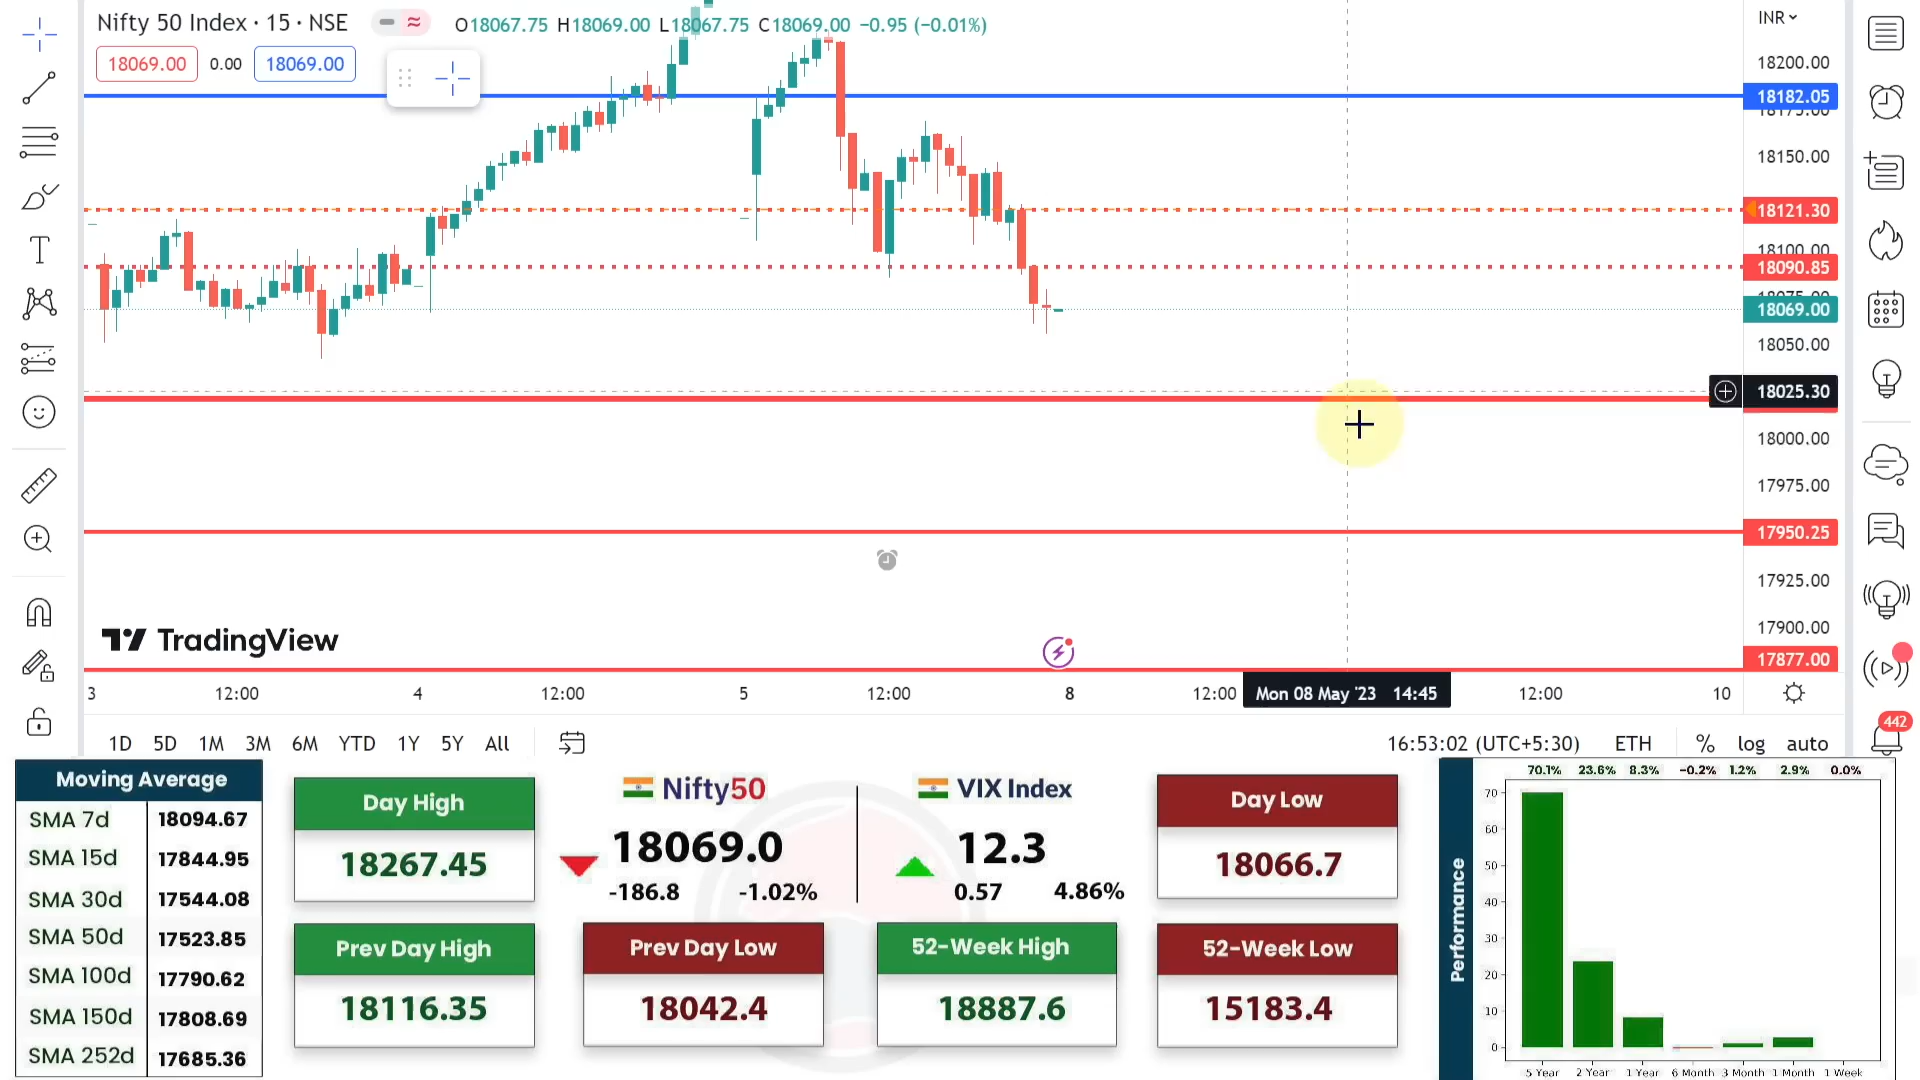 Nifty 50 Index · 15 · NSE
O18067.75 H18069.00 L18067.75 C18069.00 −0.95 (−0.01%)
INR
18069.00 0.00 18069.00
18200.00
18182.05
18150.00
18121.30
18100.00
18090.85
18069.00
18050.00
18025.30
18000.00
17975.00
17950.25
17925.00
17900.00
17877.00
TradingView
3 12:00 4 12:00 5 12:00 8 12:00 Mon 08 May '23 14:45 12:00 10
1D 5D 1M 3M 6M YTD 1Y 5Y All
16:53:02 (UTC+5:30) ETH % log auto
442
Moving Average
SMA 7d 18094.67
SMA 15d 17844.95
SMA 30d 17544.08
SMA 50d 17523.85
SMA 100d 17790.62
SMA 150d 17808.69
SMA 252d 17685.36
Day High
18267.45
Nifty50
18069.0
-186.8 -1.02%
VIX Index
12.3
0.57 4.86%
Day Low
18066.7
Prev Day High
18116.35
Prev Day Low
18042.4
52-Week High
18887.6
52-Week Low
15183.4
Performance
70.1% 23.6% 8.3% −0.2% 1.2% 2.9% 0.0%
70
60
50
40
30
20
10
0
5 Year 2 Year 1 Year 6 Month 3 Month 1 Month 1 Week